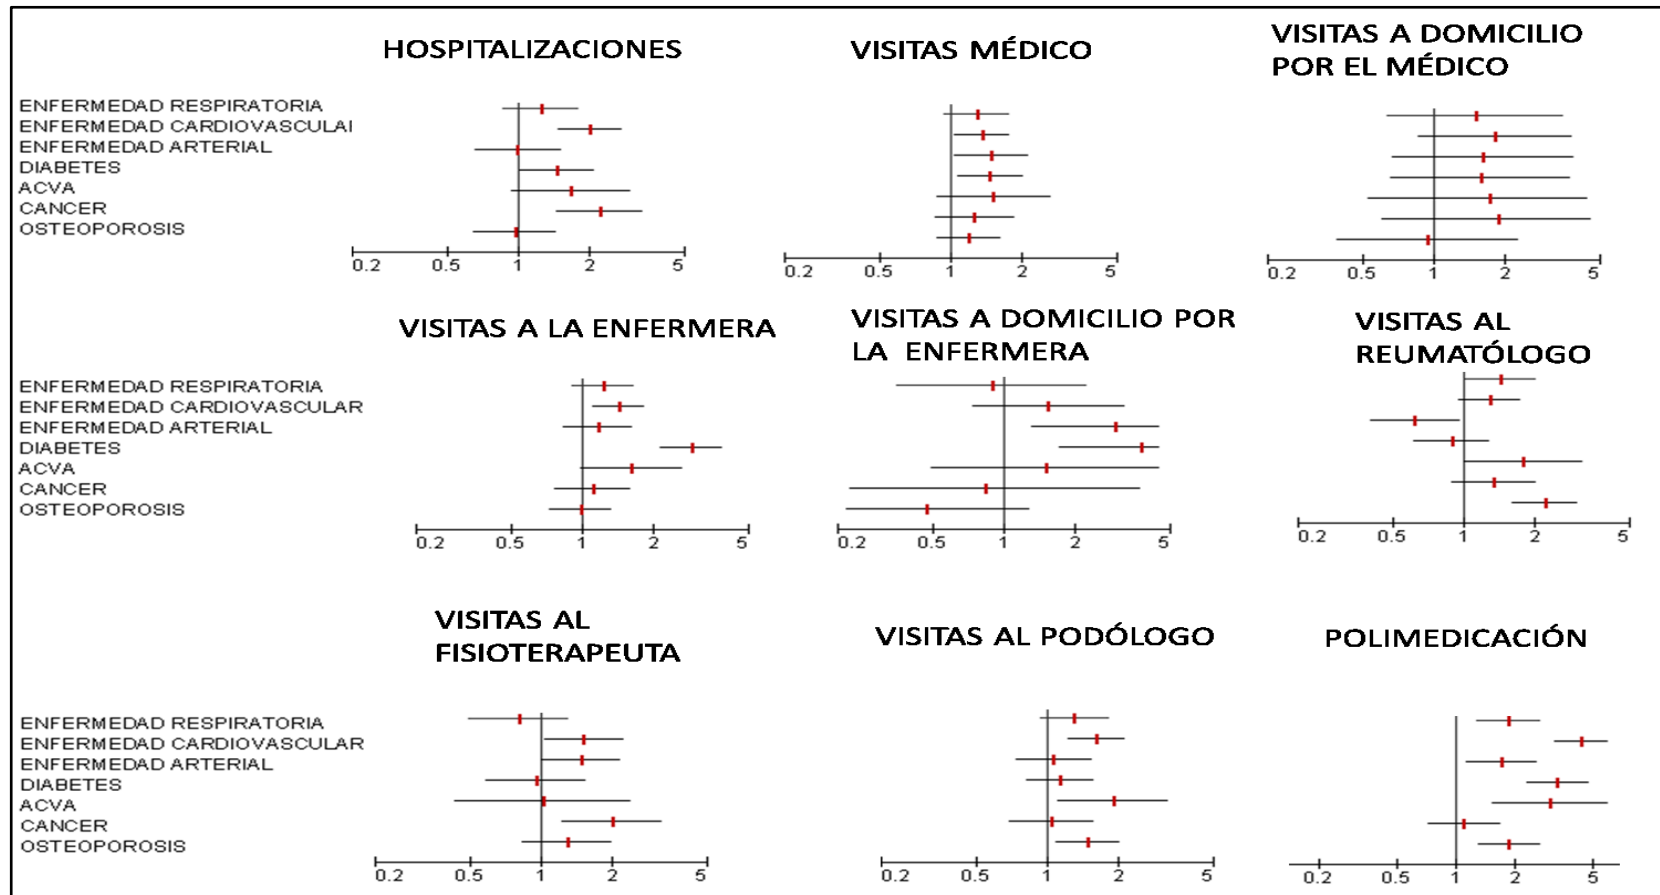 HOSPITALIZACIONES
VISITAS MÉDICO
VISITAS A DOMICILIO
POR EL MÉDICO
ENFERMEDAD RESPIRATORIA
ENFERMEDAD CARDIOVASCULAI
ENFERMEDAD ARTERIAL
DIABETES
ACVA
CANCER
OSTEOPOROSIS
0.2 0.5 1 2 5
0.2 0.5 1 2 5
0.2 0.5 1 2 5
VISITAS A LA ENFERMERA
VISITAS A DOMICILIO POR
LA ENFERMERA
VISITAS AL
REUMATÓLOGO
ENFERMEDAD RESPIRATORIA
ENFERMEDAD CARDIOVASCULAR
ENFERMEDAD ARTERIAL
DIABETES
ACVA
CANCER
OSTEOPOROSIS
0.2 0.5 1 2 5
0.2 0.5 1 2 5
0.2 0.5 1 2 5
VISITAS AL
FISIOTERAPEUTA
VISITAS AL PODÓLOGO
POLIMEDICACIÓN
ENFERMEDAD RESPIRATORIA
ENFERMEDAD CARDIOVASCULAR
ENFERMEDAD ARTERIAL
DIABETES
ACVA
CANCER
OSTEOPOROSIS
0.2 0.5 1 2 5
0.2 0.5 1 2 5
0.2 0.5 1 2 5